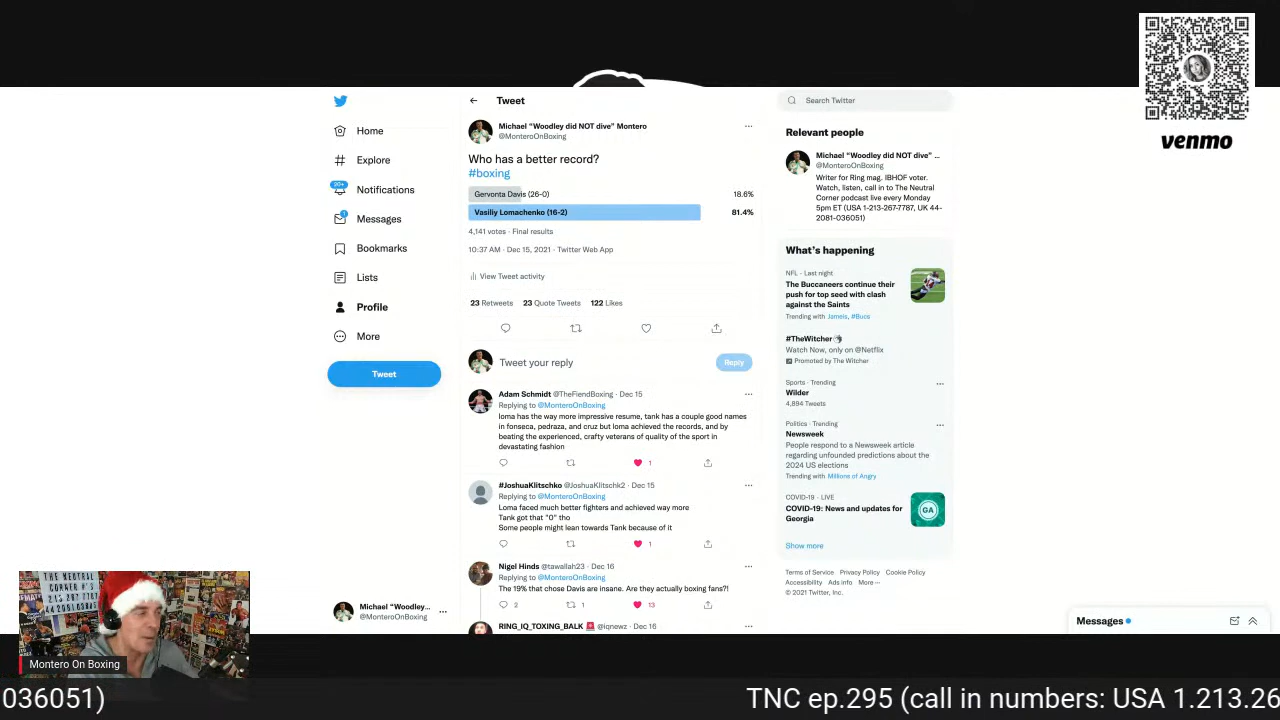 Tweet
Michael "Woodley did NOT dive" Montero
@MonteroOnBoxing
Who has a better record?
#boxing
Gervonta Davis (26-0) 18.6%
Vasiliy Lomachenko (16-2) 81.4%
4,141 votes · Final results
10:37 AM · Dec 15, 2021 · Twitter Web App
View Tweet activity
23 Retweets 23 Quote Tweets 122 Likes
Tweet your reply
Reply
Adam Schmidt @TheFiendBoxing · Dec 15
Replying to @MonteroOnBoxing
loma has the way more impressive resume, tank has a couple good names
in fonseca, pedraza, and cruz but loma achieved the records, and by
beating the experienced, crafty veterans of quality of the sport in
devastating fashion
1
#JoshuaKlitschko @JoshuaKlitschk2 · Dec 15
Replying to @MonteroOnBoxing
Loma faced much better fighters and achieved way more
Tank got that "0" tho
Some people might lean towards Tank because of it
1
Nigel Hinds @tawallah23 · Dec 16
Replying to @MonteroOnBoxing
The 19% that chose Davis are insane. Are they actually boxing fans?!
2 1 13
RING_IQ_TOXING_BALK @iqnewz · Dec 16
Home
Explore
20+
Notifications
1
Messages
Bookmarks
Lists
Profile
More
Tweet
Michael "Woodley...
@MonteroOnBoxing
Search Twitter
Relevant people
Michael "Woodley did NOT dive" ...
@MonteroOnBoxing
Writer for Ring mag. IBHOF voter.
Watch, listen, call in to The Neutral
Corner podcast live every Monday
5pm ET (USA 1-213-267-7787, UK 44-
2081-036051)
What's happening
NFL · Last night
The Buccaneers continue their
push for top seed with clash
against the Saints
Trending with Jameis, #Bucs
#TheWitcher
Watch Now, only on @Netflix
Promoted by The Witcher
Sports · Trending
Wilder
4,894 Tweets
Politics · Trending
Newsweek
People respond to a Newsweek article
regarding unfounded predictions about the
2024 US elections
Trending with Millions of Angry
COVID-19 · LIVE
COVID-19: News and updates for
Georgia
GA
Show more
Terms of Service Privacy Policy Cookie Policy
Accessibility Ads info More ...
© 2021 Twitter, Inc.
Messages
venmo
THE NEUTRAL
Montero On Boxing
036051) TNC ep.295 (call in numbers: USA 1.213.26